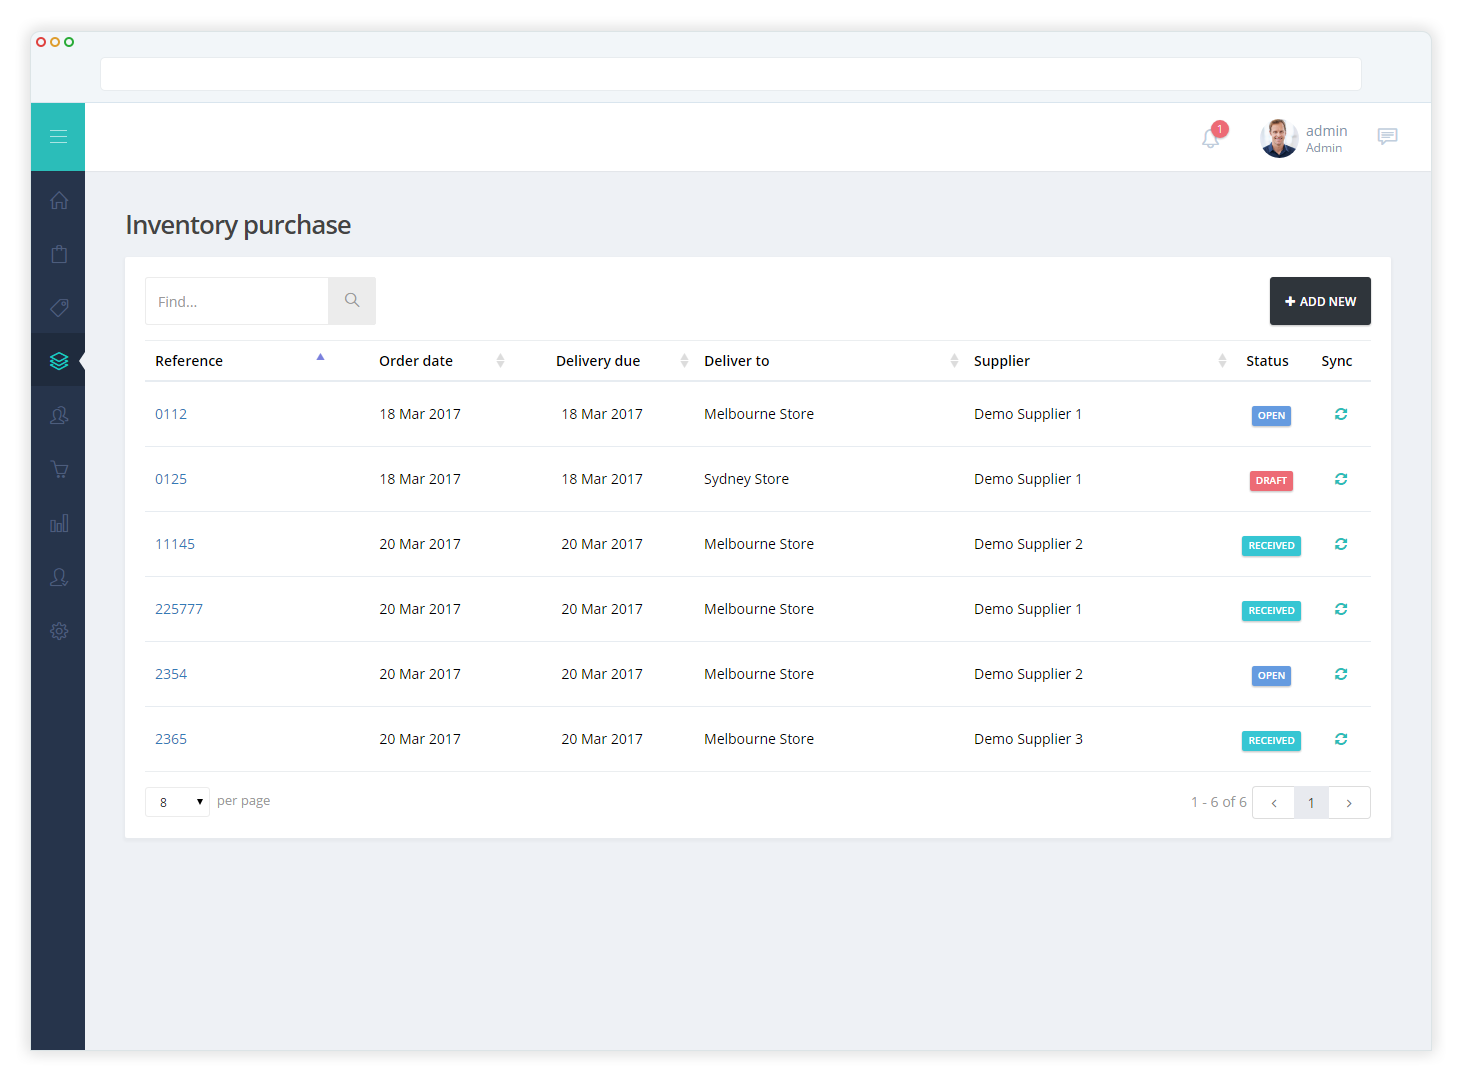 1
admin
Admin
Inventory purchase
Find...
ADD NEW
Reference Order date Delivery due Deliver to Supplier Status Sync
0112 18 Mar 2017 18 Mar 2017 Melbourne Store Demo Supplier 1 OPEN
0125 18 Mar 2017 18 Mar 2017 Sydney Store Demo Supplier 1 DRAFT
11145 20 Mar 2017 20 Mar 2017 Melbourne Store Demo Supplier 2 RECEIVED
225777 20 Mar 2017 20 Mar 2017 Melbourne Store Demo Supplier 1 RECEIVED
2354 20 Mar 2017 20 Mar 2017 Melbourne Store Demo Supplier 2 OPEN
2365 20 Mar 2017 20 Mar 2017 Melbourne Store Demo Supplier 3 RECEIVED
8 per page 1 - 6 of 6 ‹ 1 ›